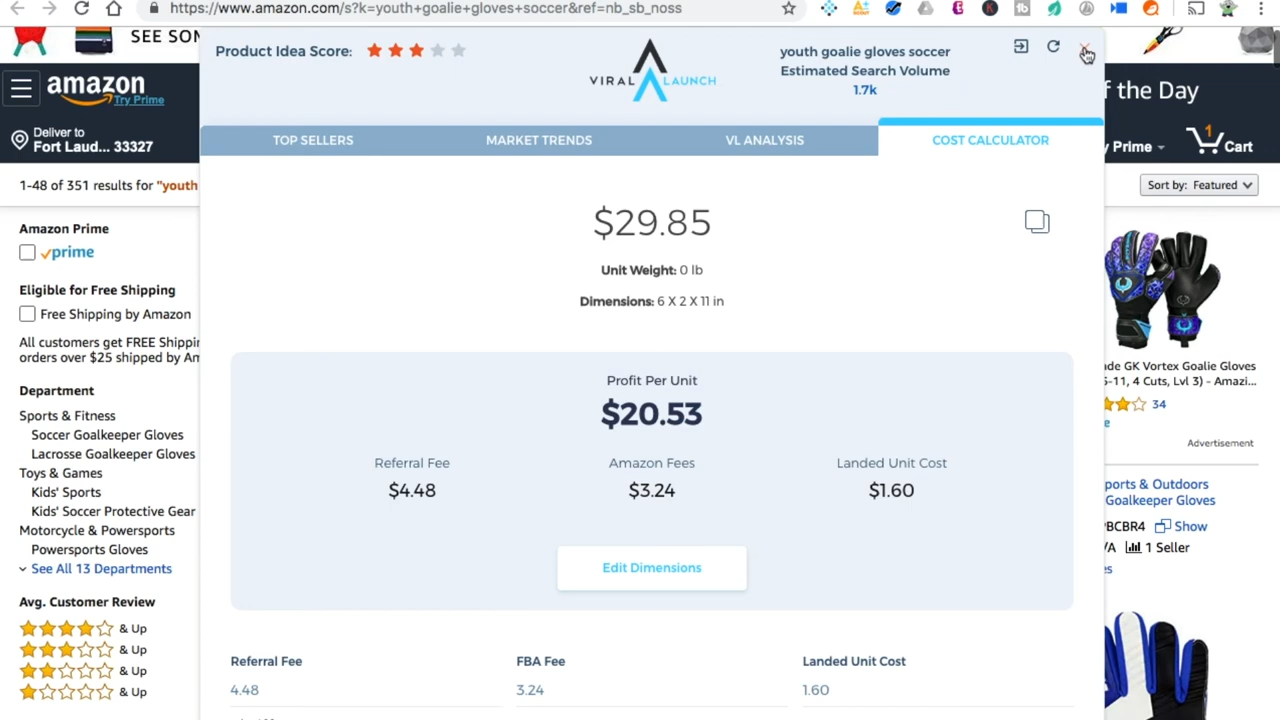 https://www.amazon.com/s?k=youth+goalie+gloves+soccer&ref=nb_sb_noss
SEE SON
amazon
Try Prime
Deliver to
Fort Laud... 33327
f the Day
Prime
1
Cart
Product Idea Score:
VIRAL LAUNCH
youth goalie gloves soccer
Estimated Search Volume
1.7k
TOP SELLERS
MARKET TRENDS
VL ANALYSIS
COST CALCULATOR
1-48 of 351 results for "youth
Sort by: Featured
Amazon Prime
prime
Eligible for Free Shipping
Free Shipping by Amazon
All customers get FREE Shippin
orders over $25 shipped by Am
Department
Sports & Fitness
Soccer Goalkeeper Gloves
Lacrosse Goalkeeper Gloves
Toys & Games
Kids' Sports
Kids' Soccer Protective Gear
Motorcycle & Powersports
Powersports Gloves
See All 13 Departments
Avg. Customer Review
& Up
& Up
& Up
& Up
$29.85
Unit Weight: 0 lb
Dimensions: 6 X 2 X 11 in
Profit Per Unit
$20.53
Referral Fee
$4.48
Amazon Fees
$3.24
Landed Unit Cost
$1.60
Edit Dimensions
Referral Fee
4.48
FBA Fee
3.24
Landed Unit Cost
1.60
de GK Vortex Goalie Gloves
-11, 4 Cuts, Lvl 3) - Amazi...
34
e
Advertisement
ports & Outdoors
Goalkeeper Gloves
BCBR4 Show
/A 1 Seller
es